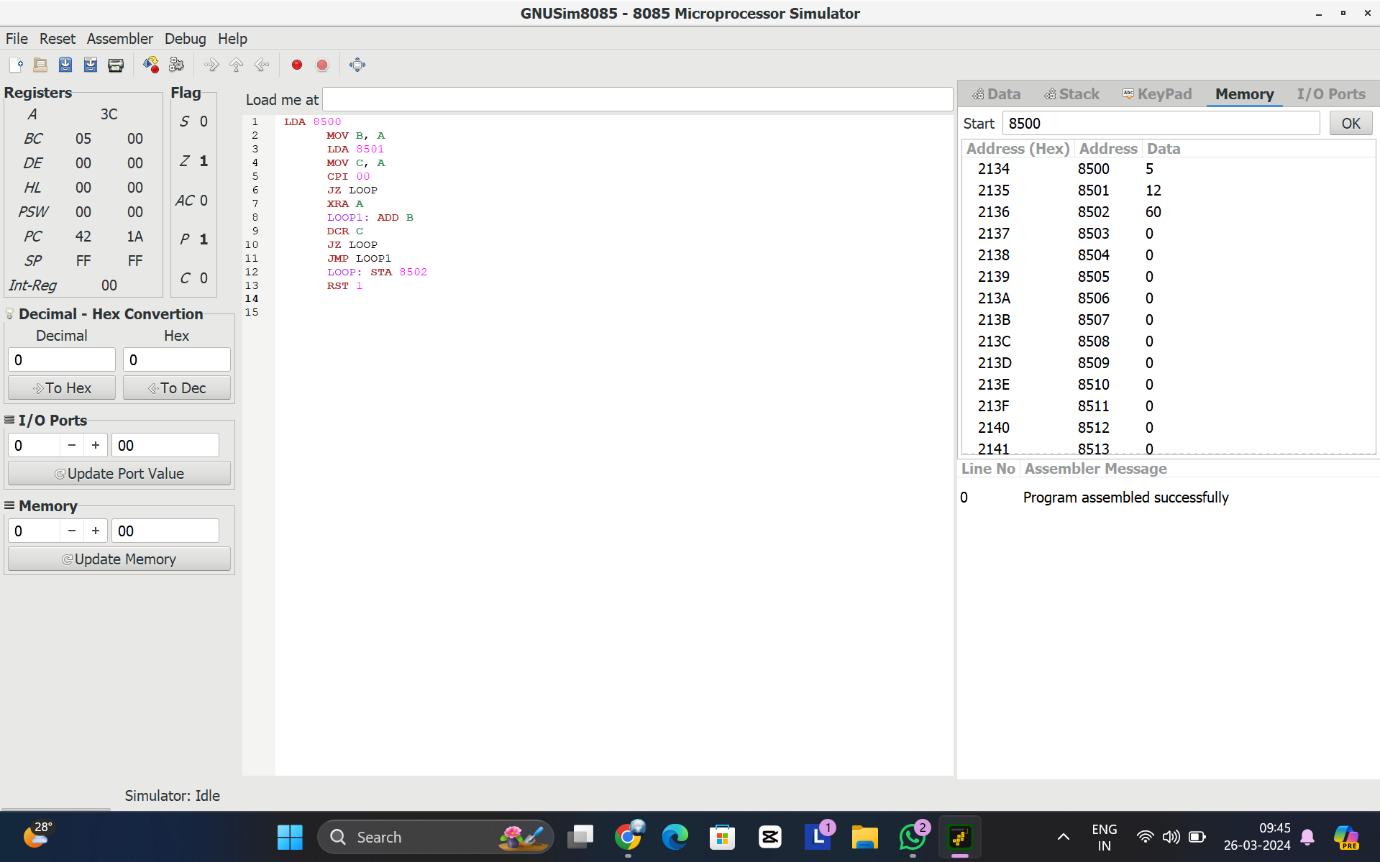 GNUSim8085 - 8085 Microprocessor Simulator
File Reset Assembler Debug Help
Registers
A 3C
BC 05 00
DE 00 00
HL 00 00
PSW 00 00
PC 42 1A
SP FF FF
Int-Reg 00
Flag
S 0
Z 1
AC 0
P 1
C 0
Decimal - Hex Convertion
Decimal Hex
0 0
To Hex To Dec
I/O Ports
0 − + 00
Update Port Value
Memory
0 − + 00
Update Memory
Load me at
1 LDA 8500
2 MOV B, A
3 LDA 8501
4 MOV C, A
5 CPI 00
6 JZ LOOP
7 XRA A
8 LOOP1: ADD B
9 DCR C
10 JZ LOOP
11 JMP LOOP1
12 LOOP: STA 8502
13 RST 1
14
15
Data Stack KeyPad Memory I/O Ports
Start 8500 OK
Address (Hex) Address Data
2134 8500 5
2135 8501 12
2136 8502 60
2137 8503 0
2138 8504 0
2139 8505 0
213A 8506 0
213B 8507 0
213C 8508 0
213D 8509 0
213E 8510 0
213F 8511 0
2140 8512 0
2141 8513 0
Line No Assembler Message
0 Program assembled successfully
Simulator: Idle
28°
Search
L 1
2
ENG
IN
09:45
26-03-2024
PRE